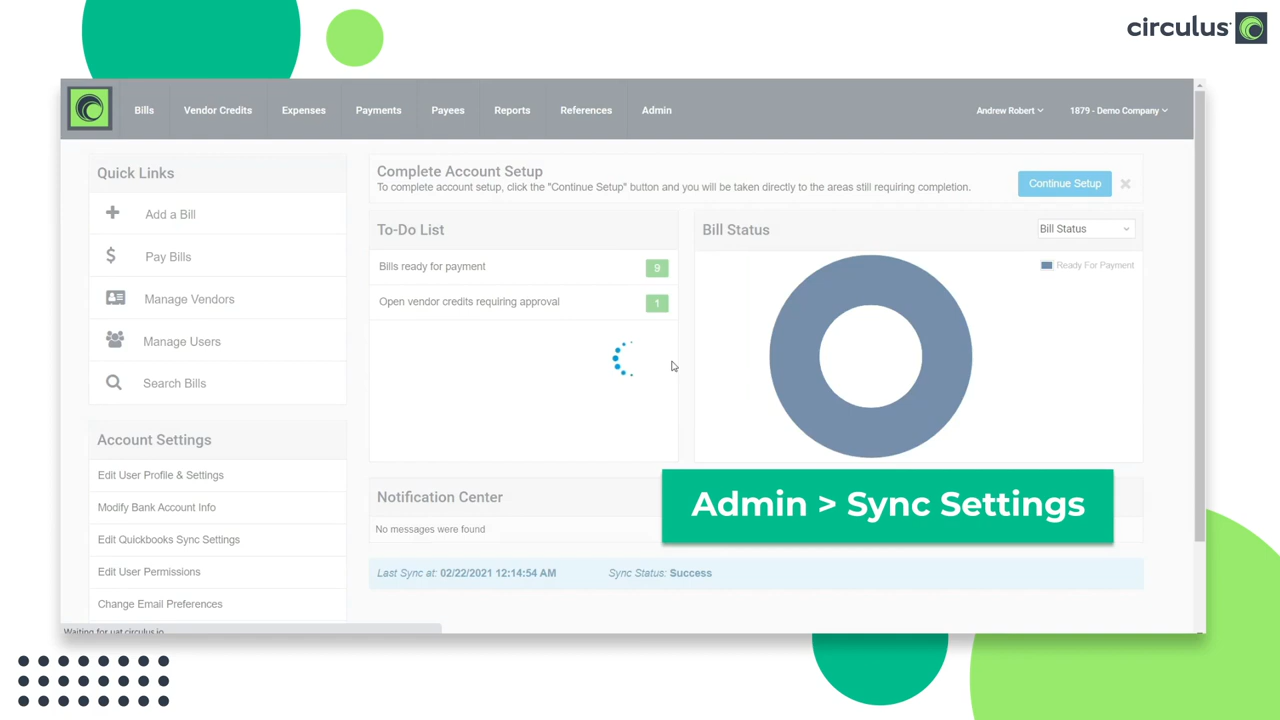 circulus
Bills
Vendor Credits
Expenses
Payments
Payees
Reports
References
Admin
Andrew Robert
1879 - Demo Company
Quick Links
Add a Bill
Pay Bills
Manage Vendors
Manage Users
Search Bills
Account Settings
Edit User Profile & Settings
Modify Bank Account Info
Edit Quickbooks Sync Settings
Edit User Permissions
Change Email Preferences
Complete Account Setup
To complete account setup, click the "Continue Setup" button and you will be taken directly to the areas still requiring completion.
Continue Setup
To-Do List
Bills ready for payment 9
Open vendor credits requiring approval 1
Bill Status
Bill Status
Ready For Payment
Notification Center
No messages were found
Admin > Sync Settings
Last Sync at: 02/22/2021 12:14:54 AM
Sync Status: Success
Waiting for uat.circulus.io